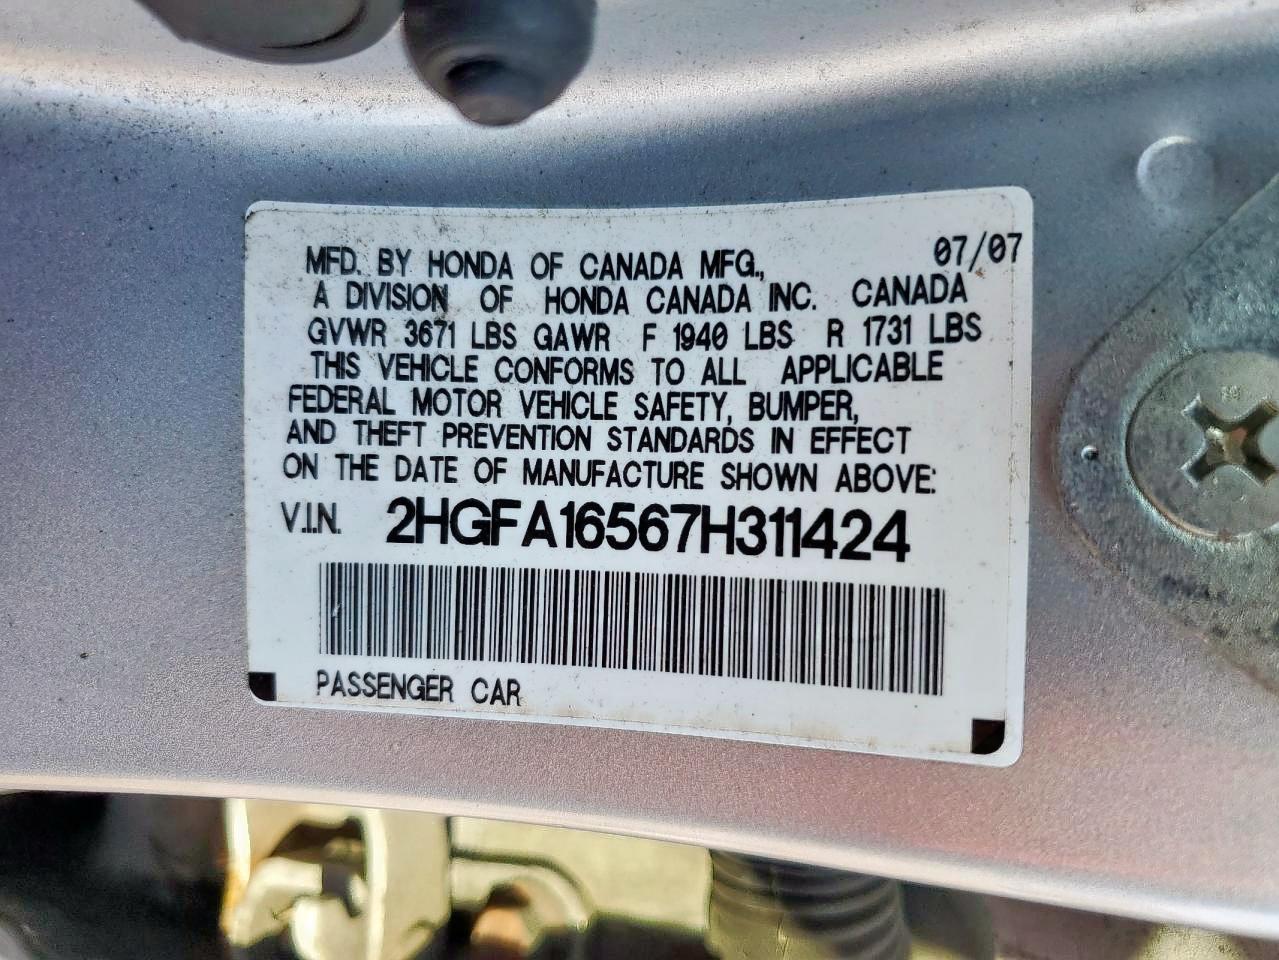 07/07
MFD. BY HONDA OF CANADA MFG.,
A DIVISION OF HONDA CANADA INC. CANADA
GVWR 3671 LBS GAWR F 1940 LBS R 1731 LBS
THIS VEHICLE CONFORMS TO ALL APPLICABLE
FEDERAL MOTOR VEHICLE SAFETY, BUMPER,
AND THEFT PREVENTION STANDARDS IN EFFECT
ON THE DATE OF MANUFACTURE SHOWN ABOVE:
V.I.N. 2HGFA16567H311424
PASSENGER CAR